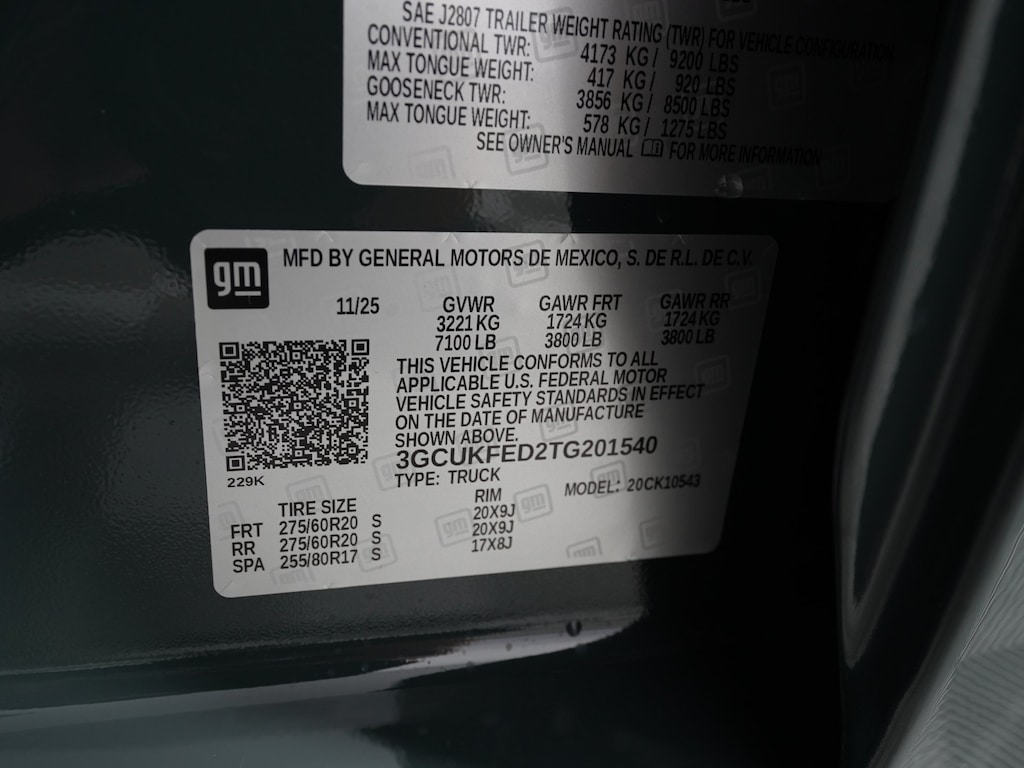 SAE J2807 TRAILER WEIGHT RATING (TWR) FOR VEHICLE CONFIGURATION
CONVENTIONAL TWR: 4173 KG / 9200 LBS
MAX TONGUE WEIGHT: 417 KG / 920 LBS
GOOSENECK TWR: 3856 KG / 8500 LBS
MAX TONGUE WEIGHT: 578 KG / 1275 LBS
SEE OWNER'S MANUAL FOR MORE INFORMATION
gm
MFD BY GENERAL MOTORS DE MEXICO, S. DE R.L. DE C.V.
11/25 GVWR GAWR FRT GAWR RR
3221 KG 1724 KG 1724 KG
7100 LB 3800 LB 3800 LB
THIS VEHICLE CONFORMS TO ALL
APPLICABLE U.S. FEDERAL MOTOR
VEHICLE SAFETY STANDARDS IN EFFECT
ON THE DATE OF MANUFACTURE
SHOWN ABOVE.
3GCUKFED2TG201540
229K
TYPE: TRUCK
MODEL: 20CK10543
TIRE SIZE RIM
FRT 275/60R20 S 20X9J
RR 275/60R20 S 20X9J
SPA 255/80R17 S 17X8J